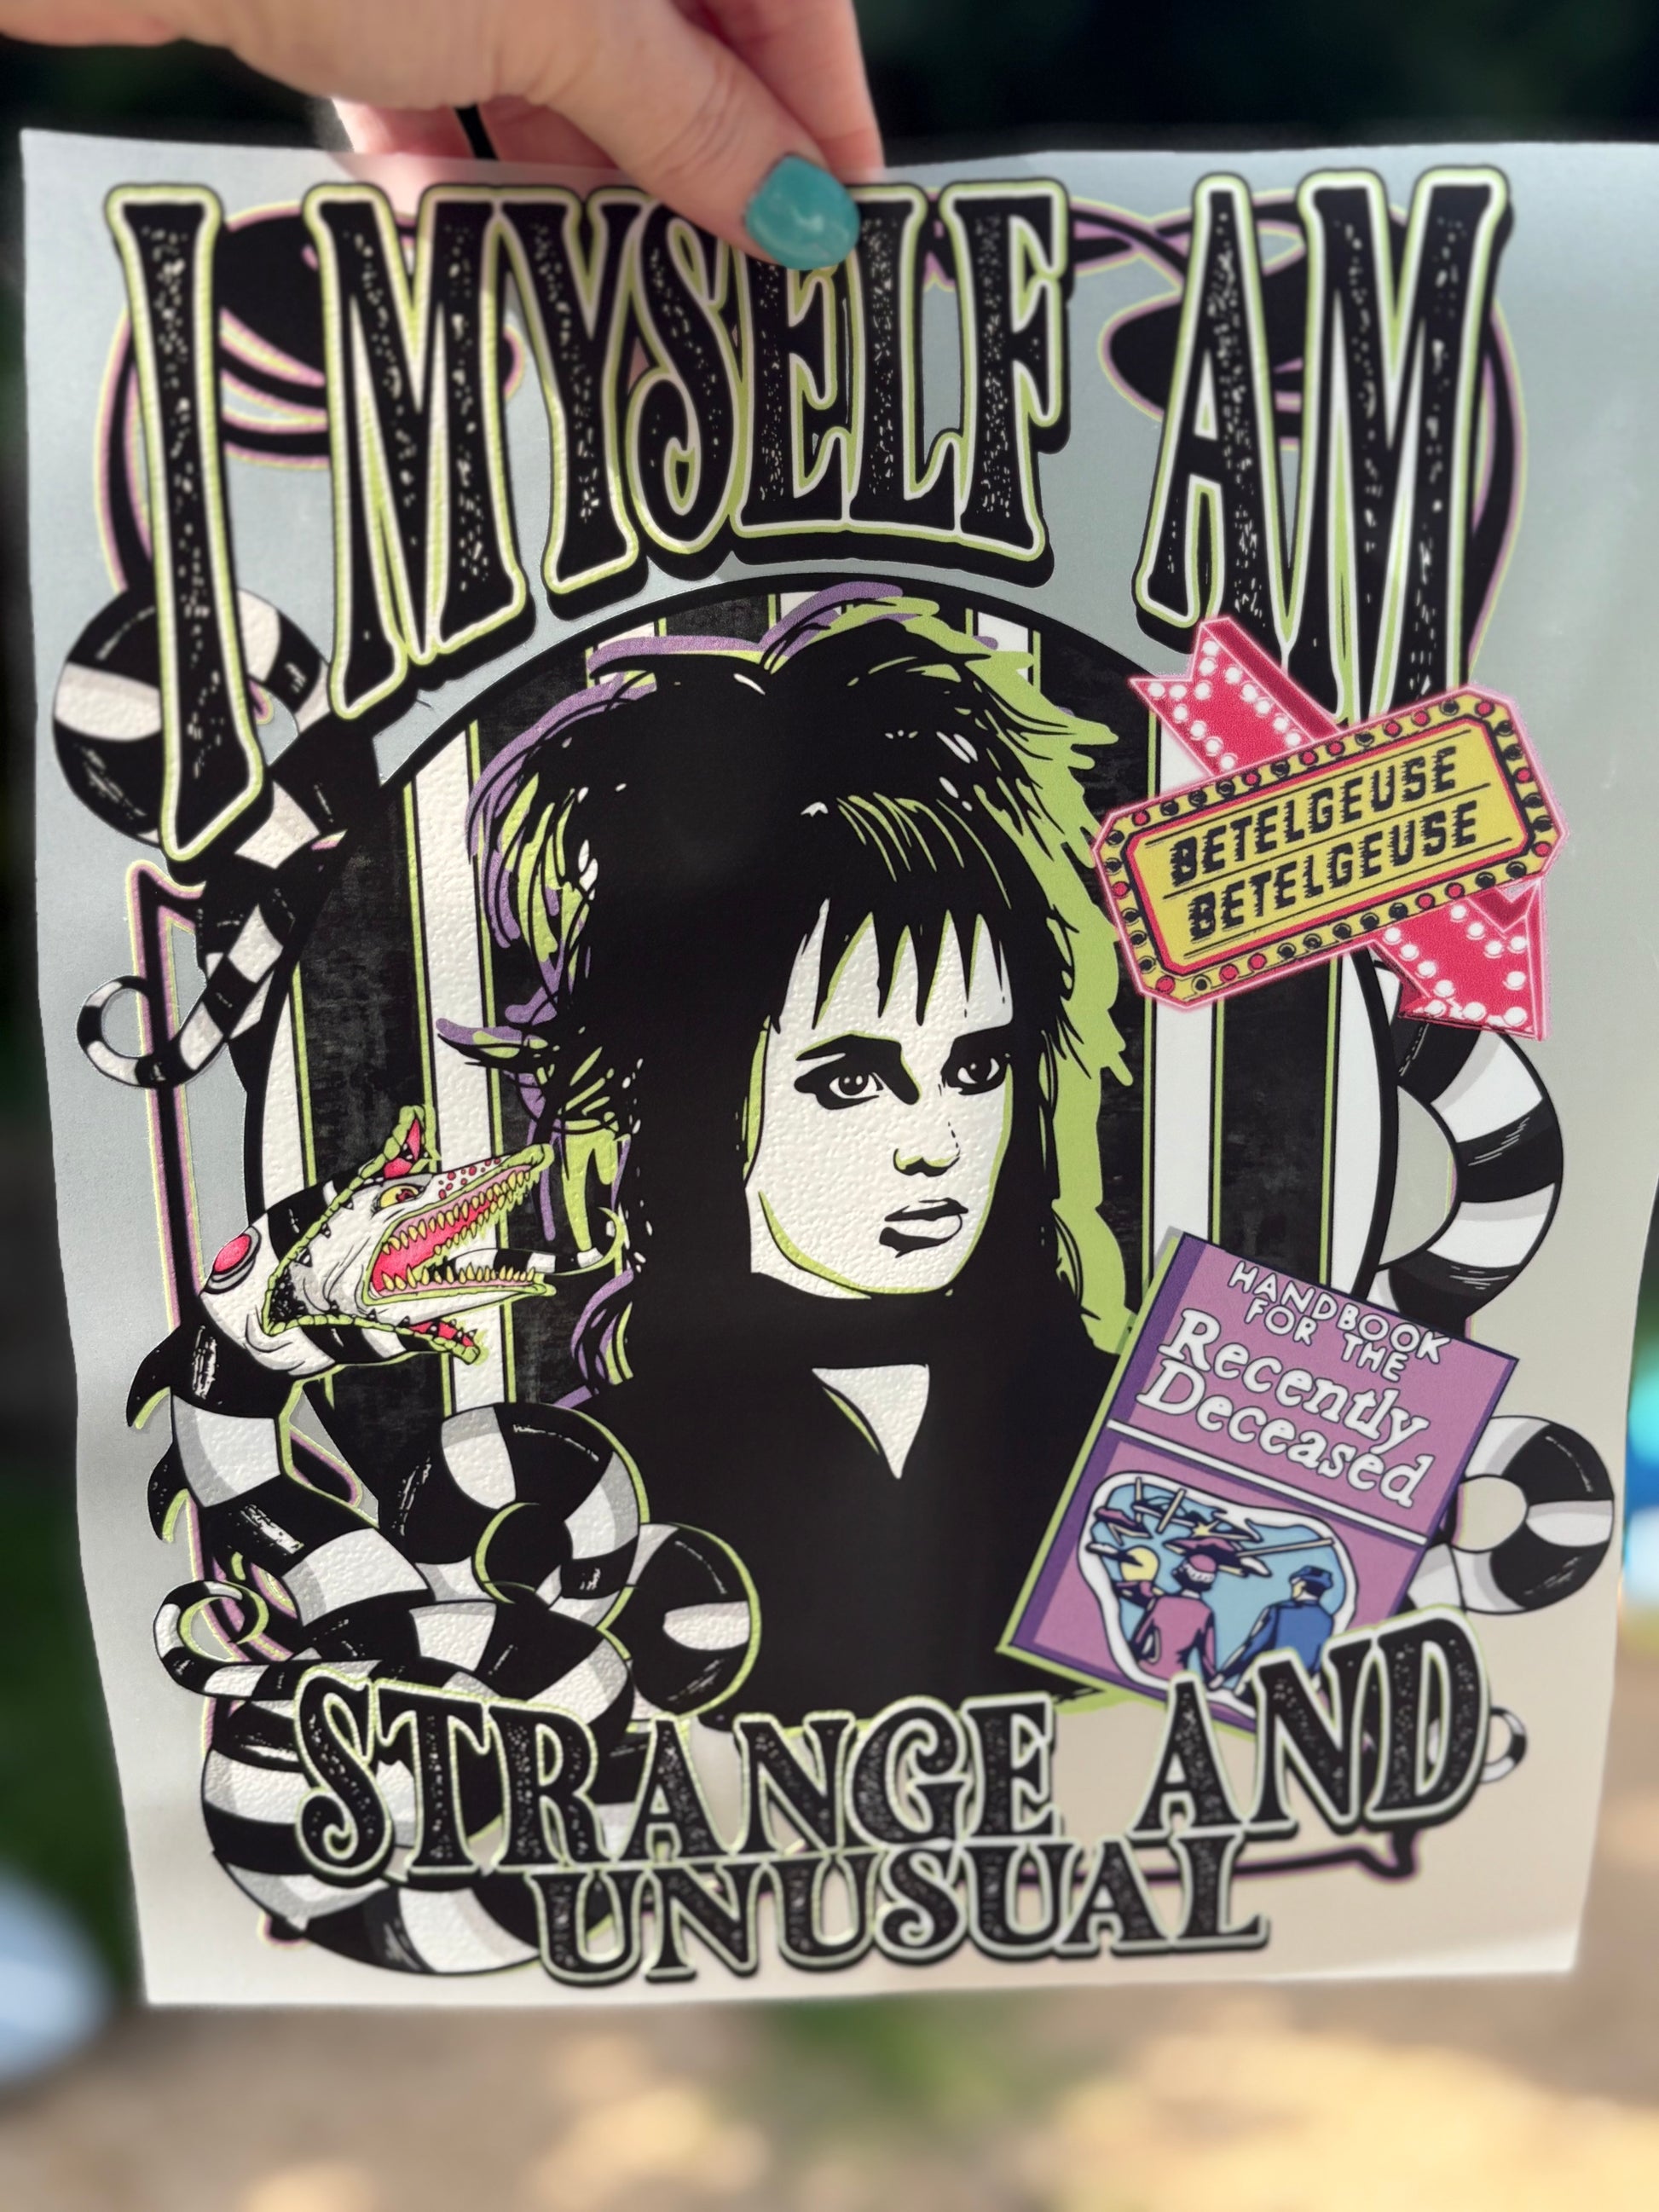 I MYSELF AM
BETELGEUSE
BETELGEUSE
HANDBOOK
FOR THE
Recently
Deceased
STRANGE AND
UNUSUAL